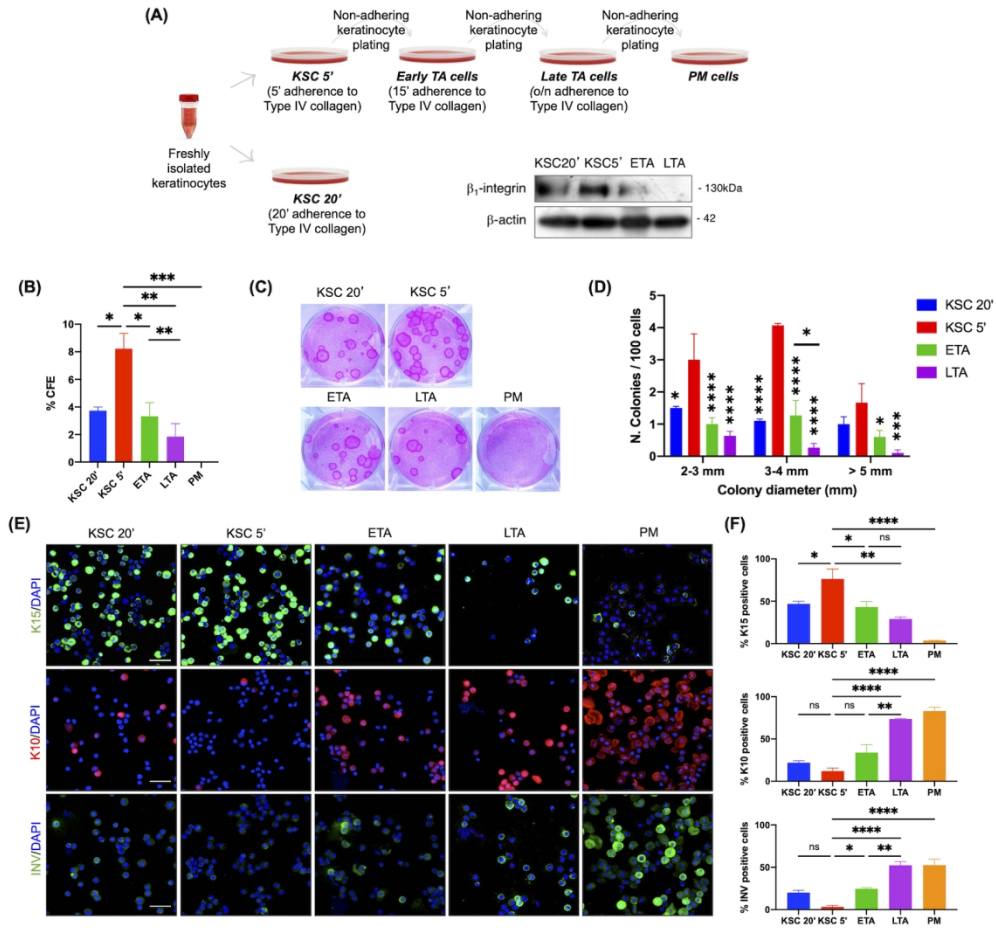 (A)
Non-adhering
keratinocyte
plating
Non-adhering
keratinocyte
plating
Non-adhering
keratinocyte
plating
KSC 5'
(5' adherence to
Type IV collagen)
Early TA cells
(15' adherence to
Type IV collagen)
Late TA cells
(o/n adherence to
Type IV collagen)
PM cells
Freshly
isolated
keratinocytes
KSC 20'
(20' adherence to
Type IV collagen)
KSC20' KSC5' ETA LTA
β1-integrin
- 130kDa
β-actin
- 42
(B)
***
**
* *
**
% CFE
10
8
6
4
2
0
KSC 20' KSC 5' ETA LTA PM
(C)
KSC 20' KSC 5'
ETA LTA PM
(D)
N. Colonies / 100 cells
5
4
3
2
1
0
* **** ****
**** **** * ****
* ***
2-3 mm 3-4 mm > 5 mm
Colony diameter (mm)
KSC 20'
KSC 5'
ETA
LTA
(E)
KSC 20' KSC 5' ETA LTA PM
K15/DAPI
K10/DAPI
INV/DAPI
(F)
****
* ns
* **
% K15 positive cells
100
50
0
KSC 20' KSC 5' ETA LTA PM
****
****
ns ns **
% K10 positive cells
100
50
0
KSC 20' KSC 5' ETA LTA PM
****
****
ns * **
% INV positive cells
100
50
0
KSC 20' KSC 5' ETA LTA PM